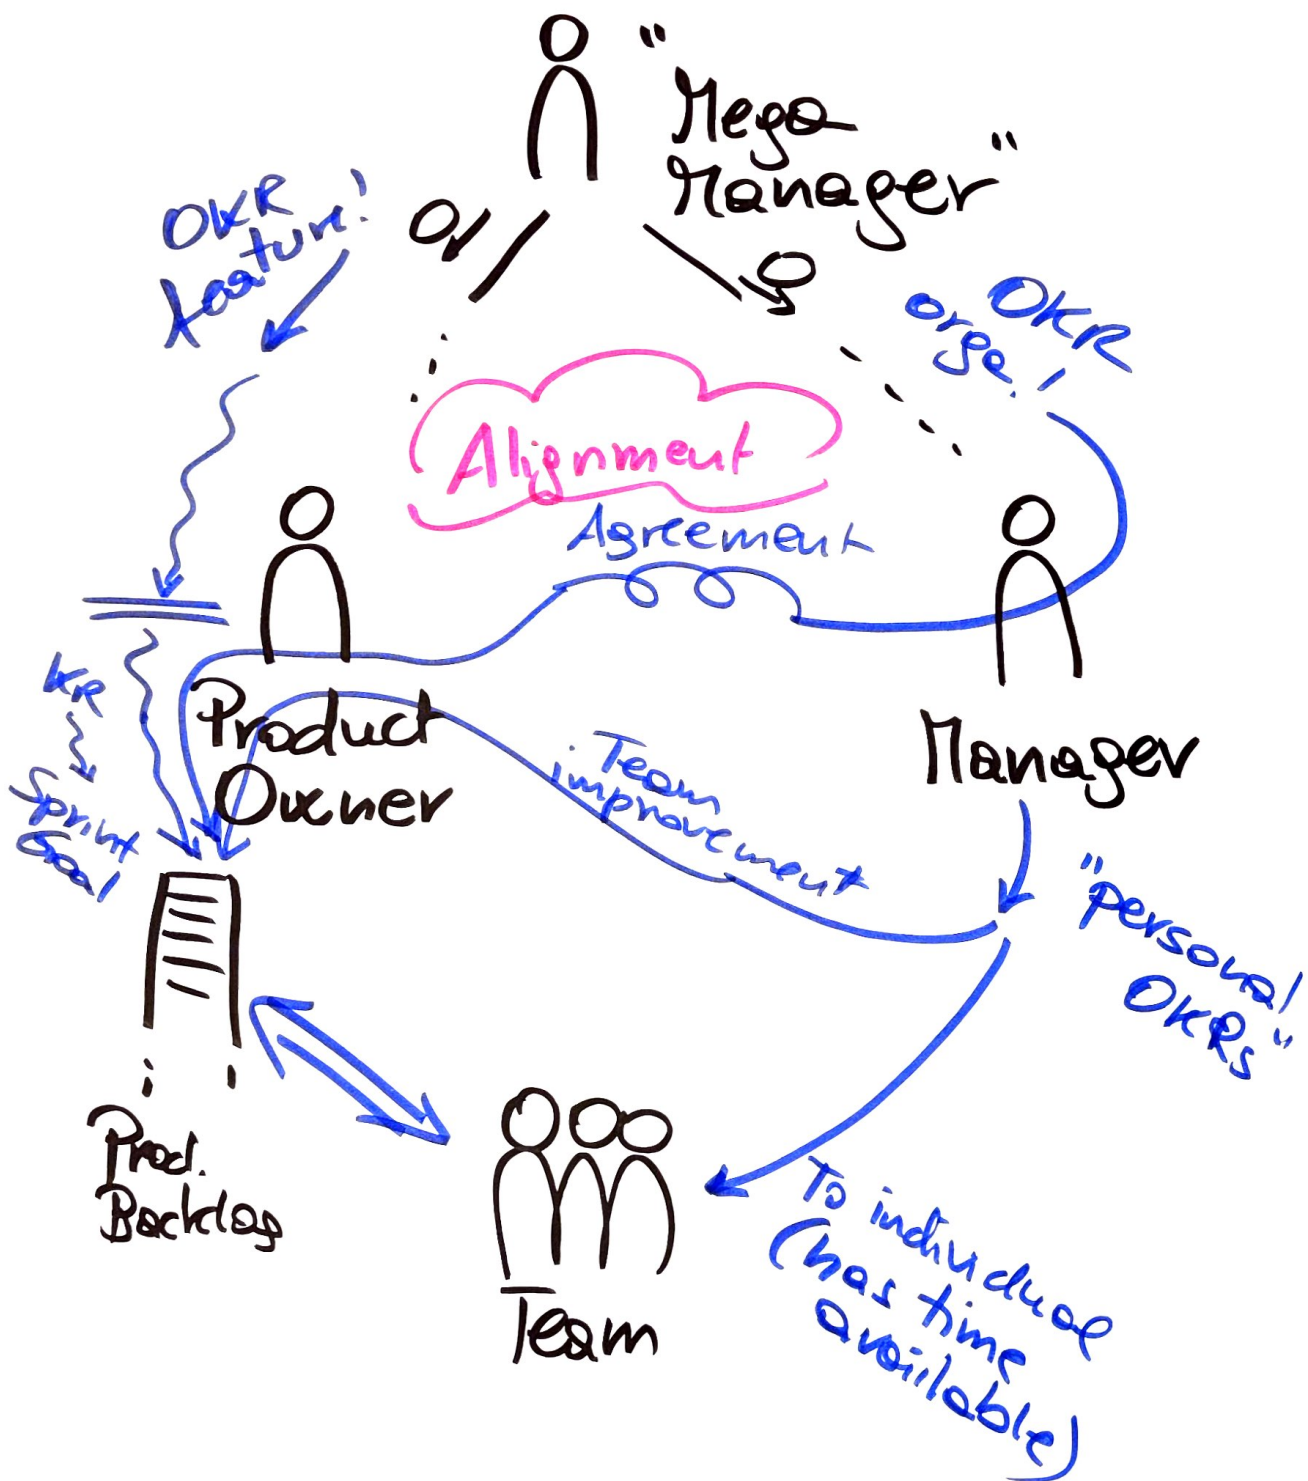 "Mega
Manager"
OKR
feature!
OKR
orga.!
Alignment
Agreement
KR
Sprint
Goal
Product
Owner
Manager
Team
improvement
"personal
OKRs"
Prod.
Backlog
Team
To individual
(has time
avaiilable)